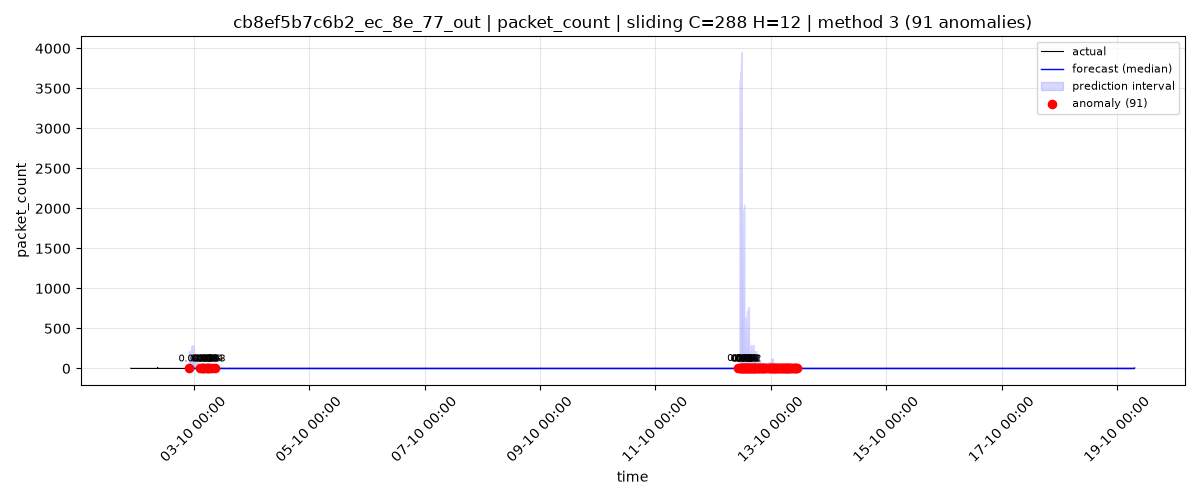 cb8ef5b7c6b2_ec_8e_77_out | packet_count | sliding C=288 H=12 | method 3 (91 anomalies)
actual
forecast (median)
prediction interval
anomaly (91)
packet_count
4000
3500
3000
2500
2000
1500
1000
500
0
03-10 00:00
05-10 00:00
07-10 00:00
09-10 00:00
11-10 00:00
13-10 00:00
15-10 00:00
17-10 00:00
19-10 00:00
time